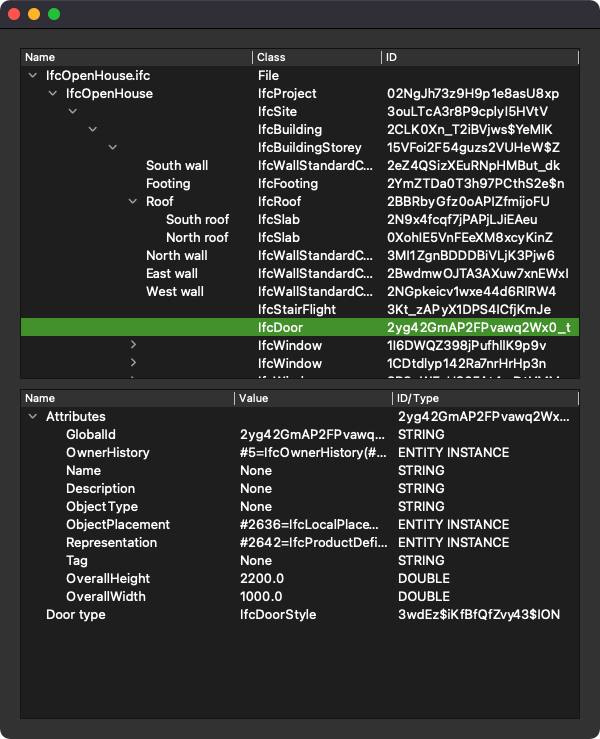 Name Class ID
IfcOpenHouse.ifc File
IfcOpenHouse IfcProject 02NgJh73z9H9p1e8asU8xp
IfcSite 3ouLTcA3r8P9cplyI5HVtV
IfcBuilding 2CLK0Xn_T2iBVjws$YeMlK
IfcBuildingStorey 15VFoi2F54guzs2VUHeW$Z
South wall IfcWallStandardC... 2eZ4QSizXEuRNpHMBut_dk
Footing IfcFooting 2YmZTDa0T3h97PCthS2e$n
Roof IfcRoof 2BBRbyGfz0oAPIZfmijoFU
South roof IfcSlab 2N9x4fcqf7jPAPjLJiEAeu
North roof IfcSlab 0XohlE5VnFEeXM8xcyKinZ
North wall IfcWallStandardC... 3MI1ZgnBDDDBiVLjK3Pjw6
East wall IfcWallStandardC... 2BwdmwOJTA3AXuw7xnEWxI
West wall IfcWallStandardC... 2NGpkeicv1wxe44d6RlRW4
IfcStairFlight 3Kt_zAPyX1DPS4lCfjKmJe
IfcDoor 2yg42GmAP2FPvawq2Wx0_t
IfcWindow 1I6DWQZ398jPufhllK9p9v
IfcWindow 1CDtdlyp142Ra7nrHrHp3n
Name Value ID/Type
Attributes 2yg42GmAP2FPvawq2Wx...
GlobalId 2yg42GmAP2FPvawq... STRING
OwnerHistory #5=IfcOwnerHistory(#... ENTITY INSTANCE
Name None STRING
Description None STRING
ObjectType None STRING
ObjectPlacement #2636=IfcLocalPlace... ENTITY INSTANCE
Representation #2642=IfcProductDefi... ENTITY INSTANCE
Tag None STRING
OverallHeight 2200.0 DOUBLE
OverallWidth 1000.0 DOUBLE
Door type IfcDoorStyle 3wdEz$iKfBfQfZvy43$ION